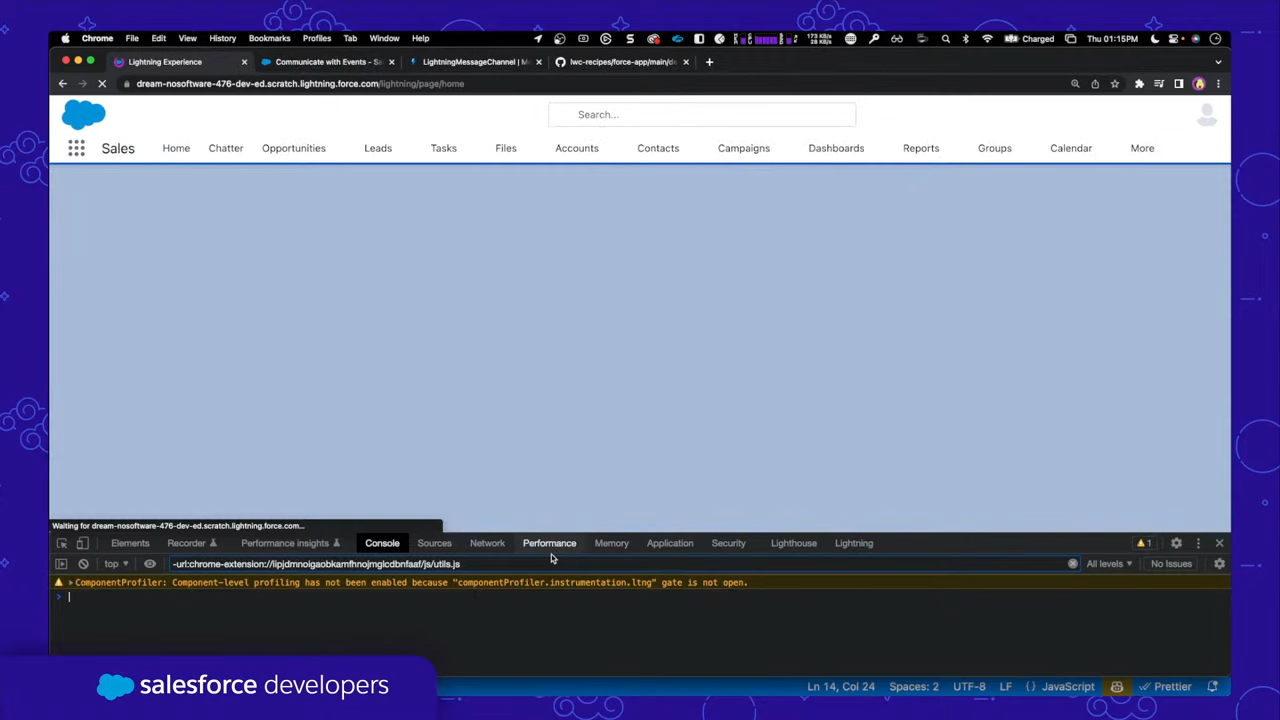 Chrome File Edit View History Bookmarks Profiles Tab Window Help Charged Thu 01:15PM
Lightning Experience Communicate with Events - Sa LightningMessageChannel | M lwc-recipes/force-app/main/de
dream-nosoftware-476-dev-ed.scratch.lightning.force.com/lightning/page/home
Search...
Sales Home Chatter Opportunities Leads Tasks Files Accounts Contacts Campaigns Dashboards Reports Groups Calendar More
Waiting for dream-nosoftware-476-dev-ed.scratch.lightning.force.com...
Elements Recorder Performance insights Console Sources Network Performance Memory Application Security Lighthouse Lightning 1
top -url:chrome-extension://iipjdmnoigaobkamfhnojmglcdbnfaaf/js/utils.js All levels No Issues
ComponentProfiler: Component-level profiling has not been enabled because "componentProfiler.instrumentation.ltng" gate is not open.
salesforce developers
Ln 14, Col 24 Spaces: 2 UTF-8 LF {} JavaScript Prettier